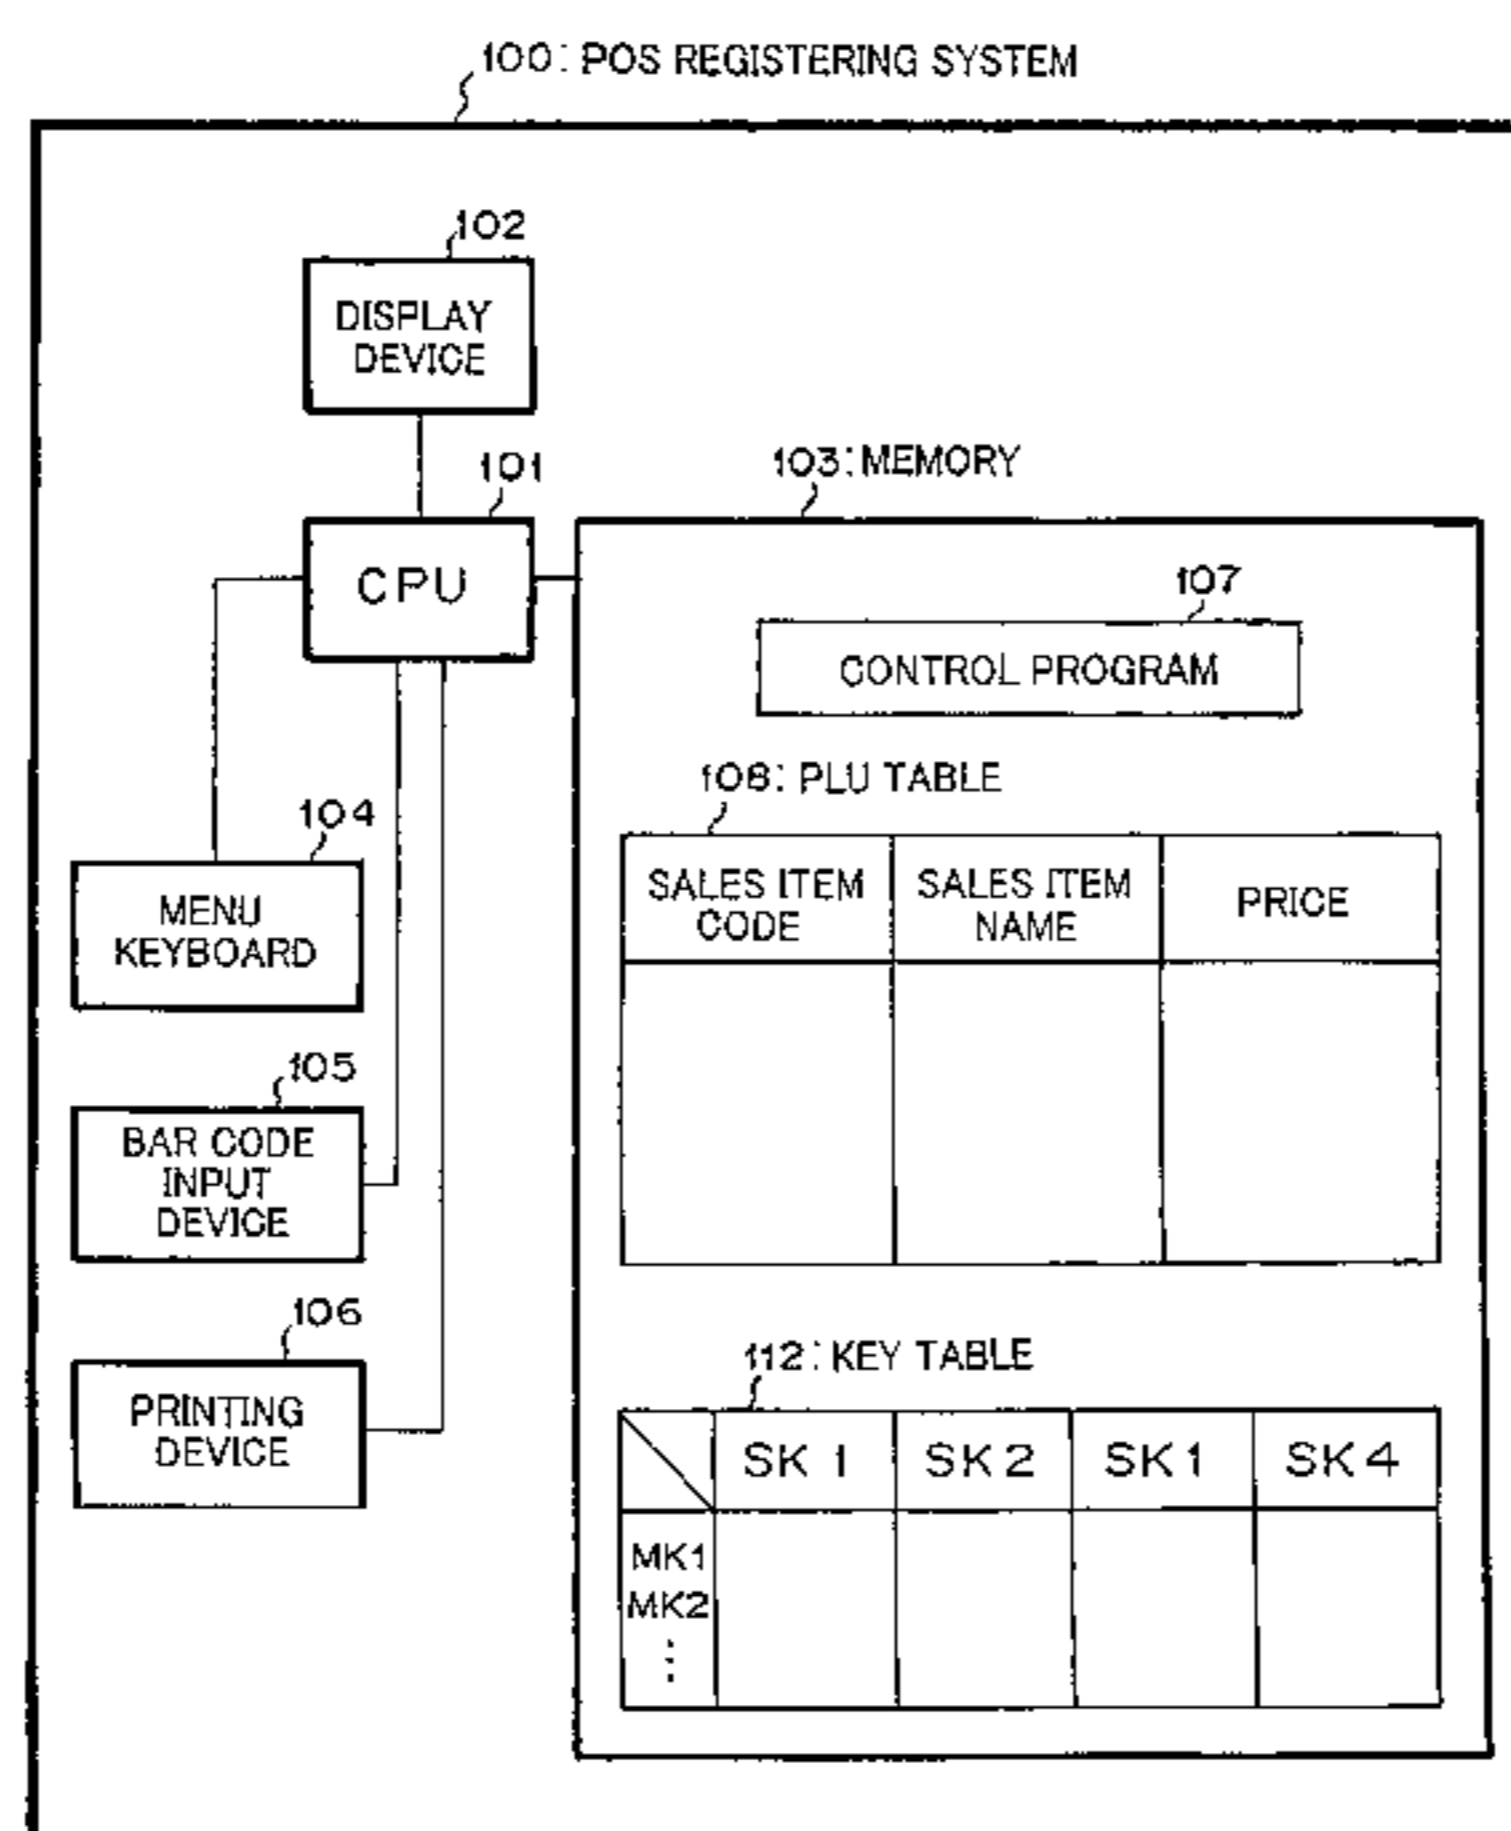 100: POS REGISTERING SYSTEM
102
DISPLAY
DEVICE
101
CPU
103: MEMORY
107
CONTROL PROGRAM
108: PLU TABLE
SALES ITEM
CODE
SALES ITEM
NAME
PRICE
104
MENU
KEYBOARD
105
BAR CODE
INPUT
DEVICE
106
PRINTING
DEVICE
112: KEY TABLE
SK 1
SK 2
SK 1
SK 4
MK1
MK2
⋮